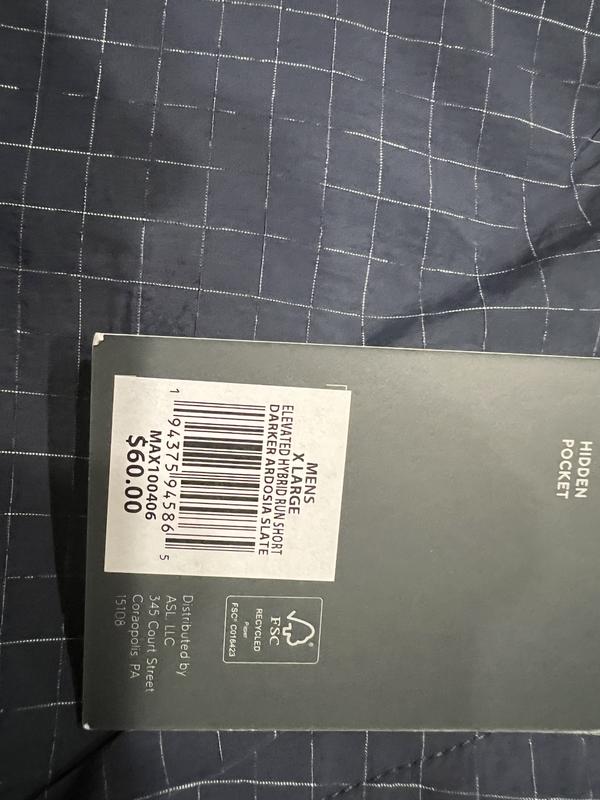 HIDDEN
POCKET
MENS
X LARGE
ELEVATED HYBRID RUN SHORT
DARKER ARDOSIA SLATE
1 94375 94586 5
MAX100406
$60.00
®
FSC
RECYCLED
Paper
FSC® C016423
Distributed by
ASL, LLC
345 Court Street
Coraopolis, PA
15108